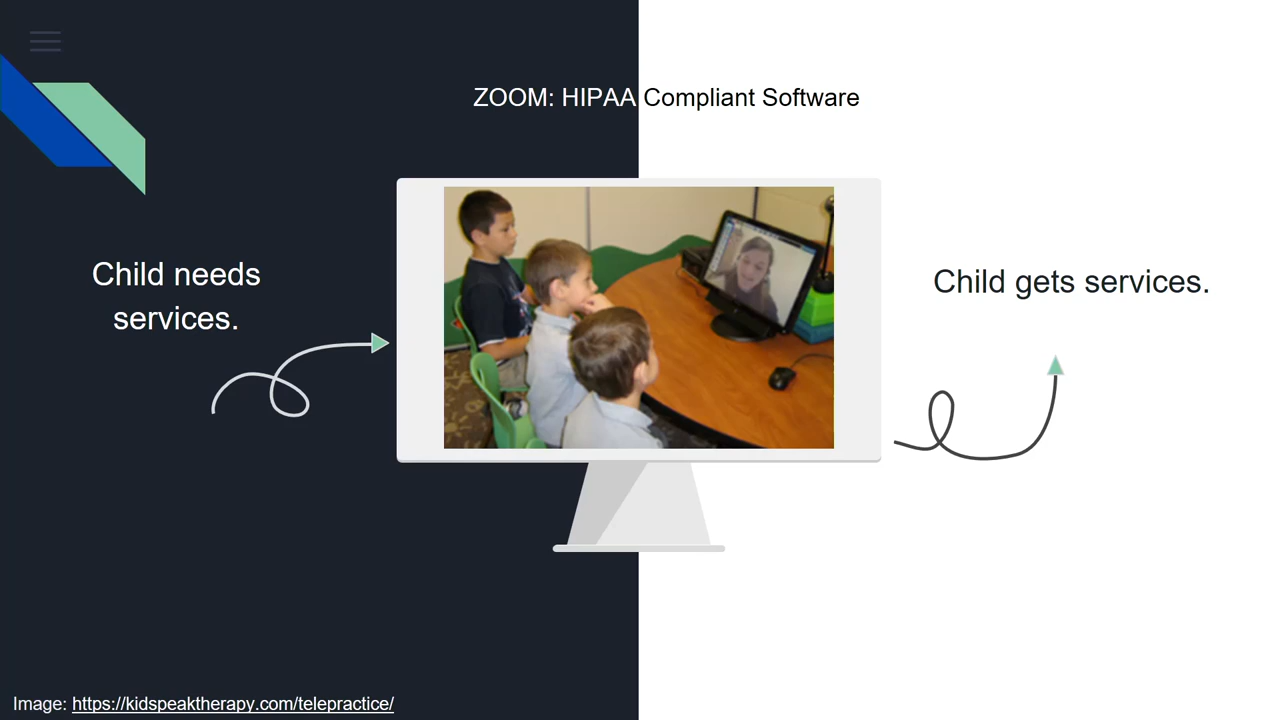 ZOOM: HIPAA Compliant Software
Child needs
services.
Child gets services.
Image: https://kidspeaktherapy.com/telepractice/